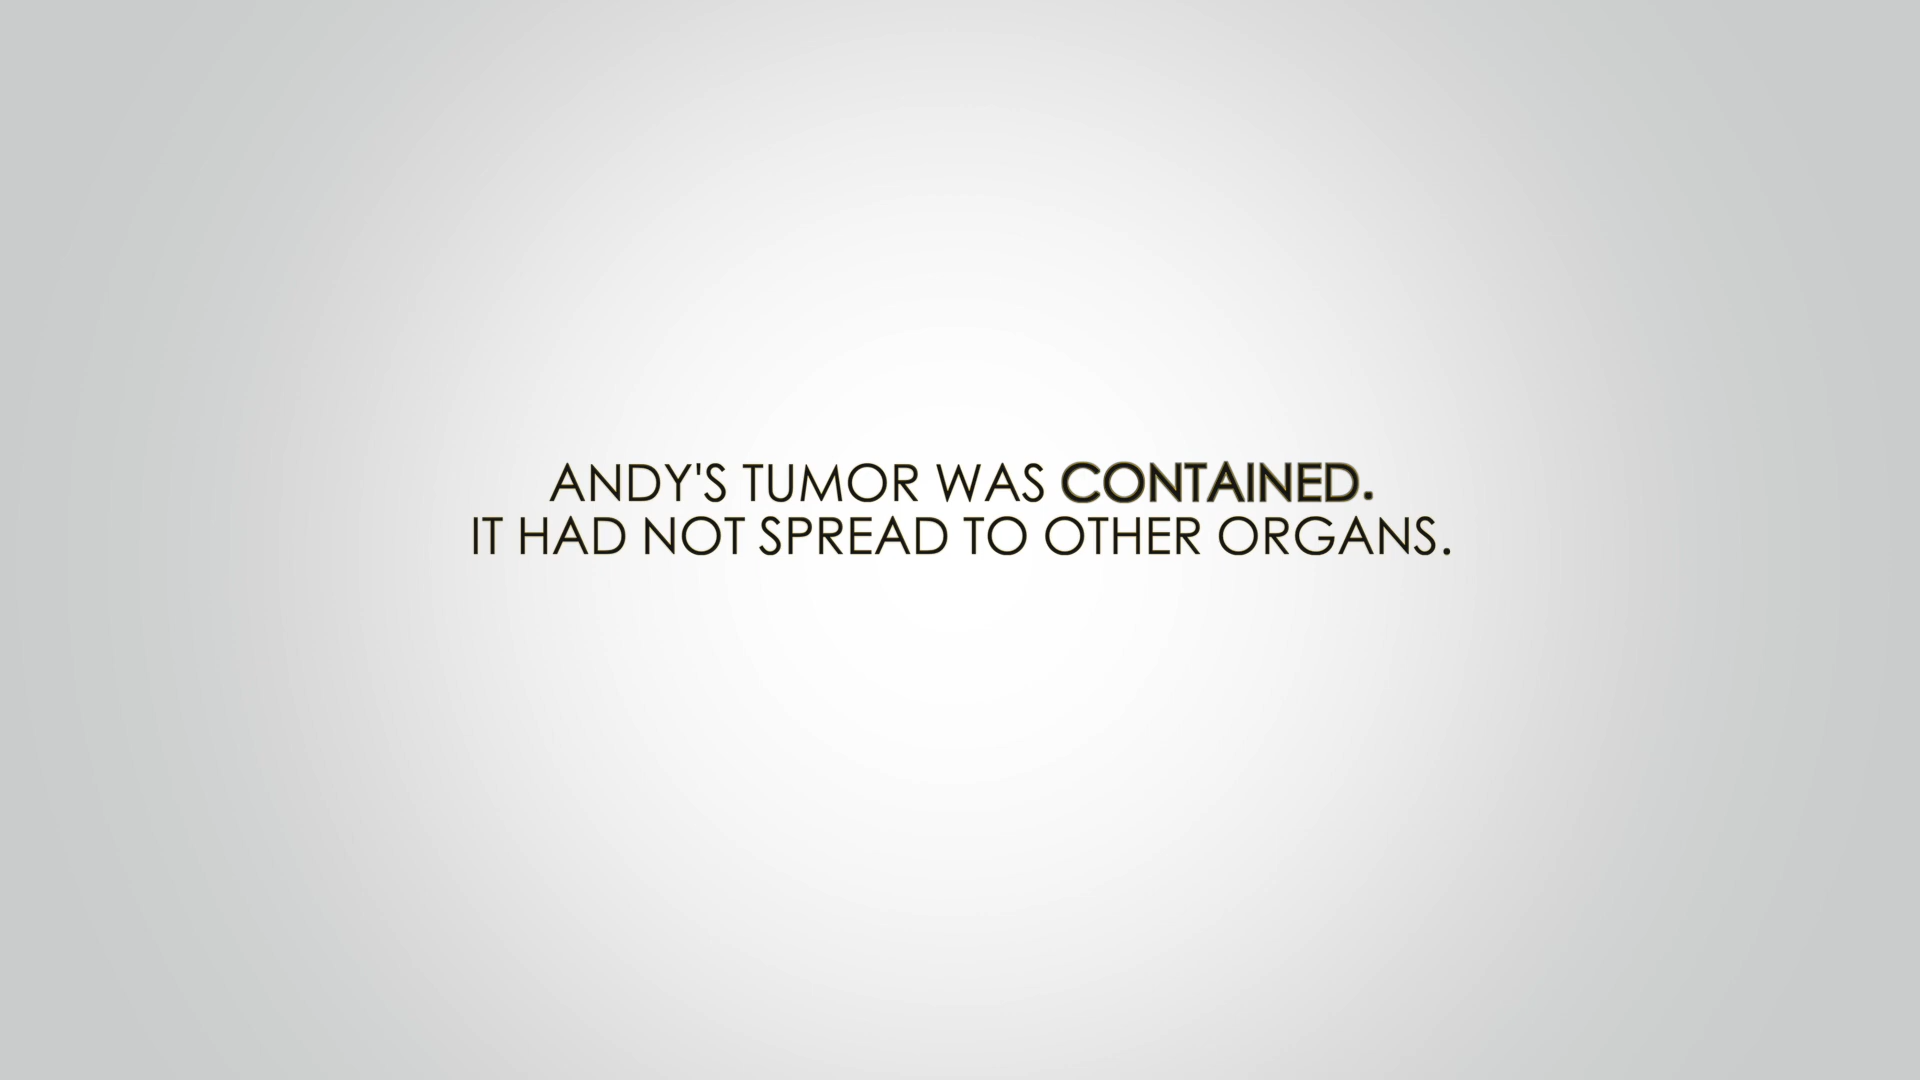 ANDY'S TUMOR WAS CONTAINED.
IT HAD NOT SPREAD TO OTHER ORGANS.